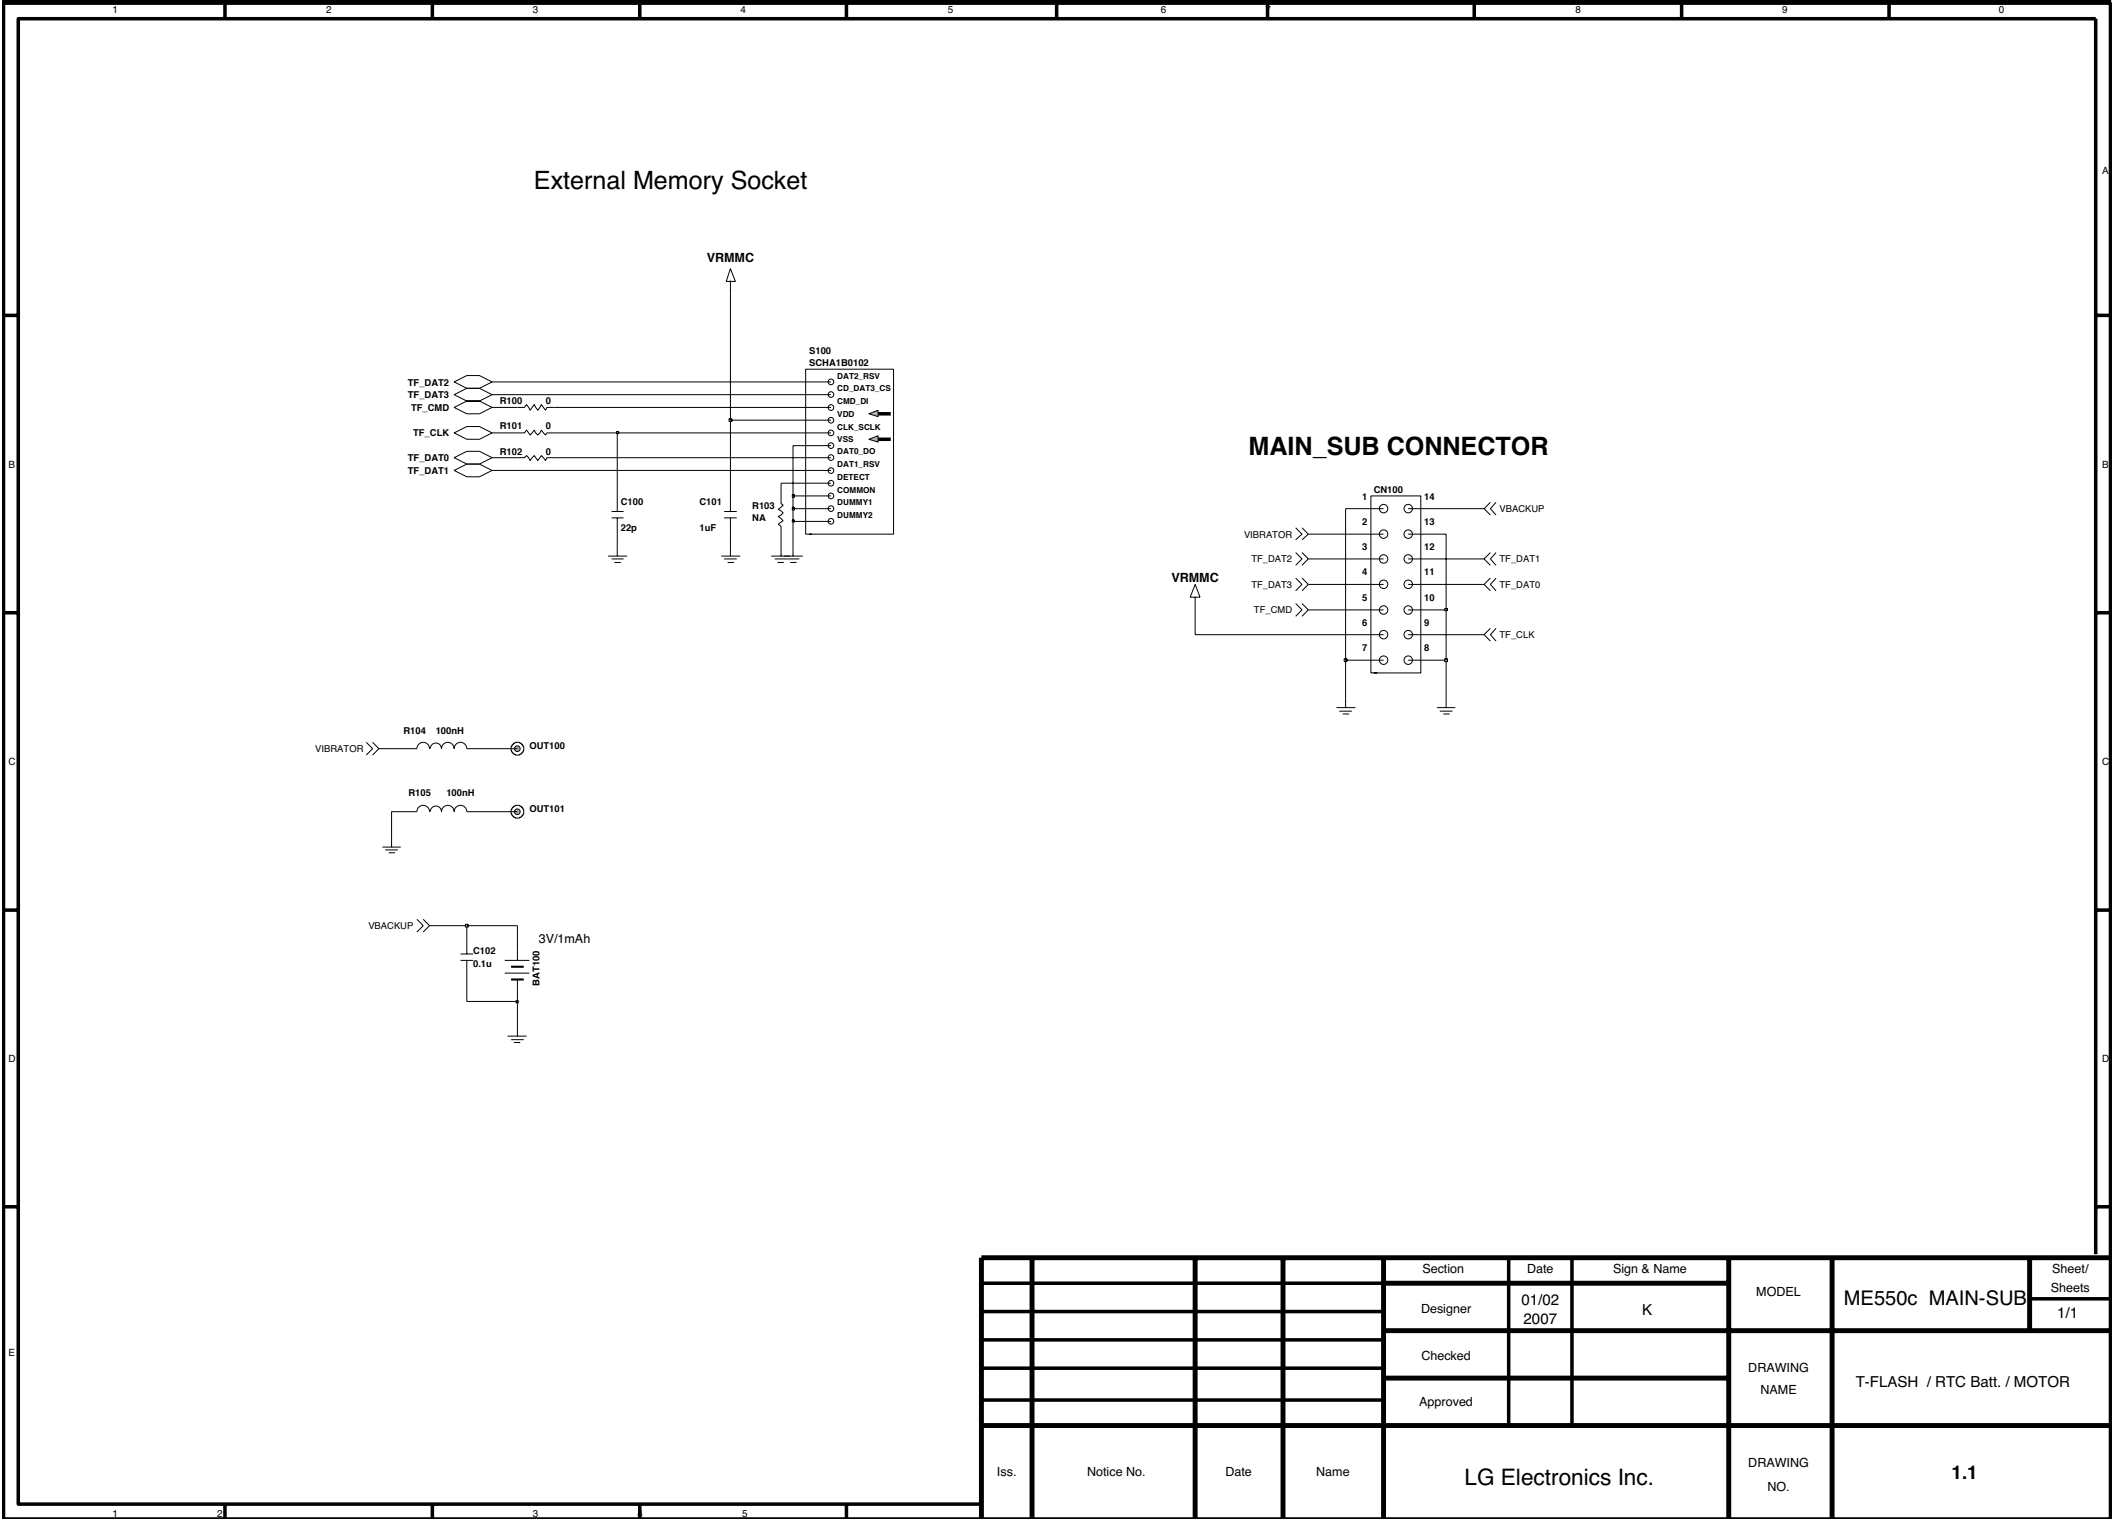 1 2 3 4 5 6 7 8 9 0
A
External Memory Socket
VRMMC
S100
SCHA1B0102
TF_DAT2 DAT2_RSV
TF_DAT3 CD_DAT3_CS
TF_CMD R100 0 CMD_DI
VDD
TF_CLK R101 0 CLK_SCLK
VSS
TF_DAT0 R102 0 DAT0_DO
TF_DAT1 DAT1_RSV
DETECT
COMMON
DUMMY1
DUMMY2
C100
22p
C101
1uF
R103
NA
B B
MAIN_SUB CONNECTOR
CN100
1 14 VBACKUP
VIBRATOR 2 13
TF_DAT2 3 12 TF_DAT1
TF_DAT3 4 11 TF_DAT0
TF_CMD 5 10
VRMMC
6 9 TF_CLK
7 8
R104 100nH
VIBRATOR OUT100
C C
R105 100nH
OUT101
VBACKUP
C102
0.1u
3V/1mAh
BAT100
D D
E
Section Date Sign & Name
Designer 01/02
2007 K
Checked
Approved
MODEL ME550c MAIN-SUB
Sheet/
Sheets
1/1
DRAWING
NAME
T-FLASH / RTC Batt. / MOTOR
Iss. Notice No. Date Name
LG Electronics Inc.
DRAWING
NO.
1.1
1 2 3 5